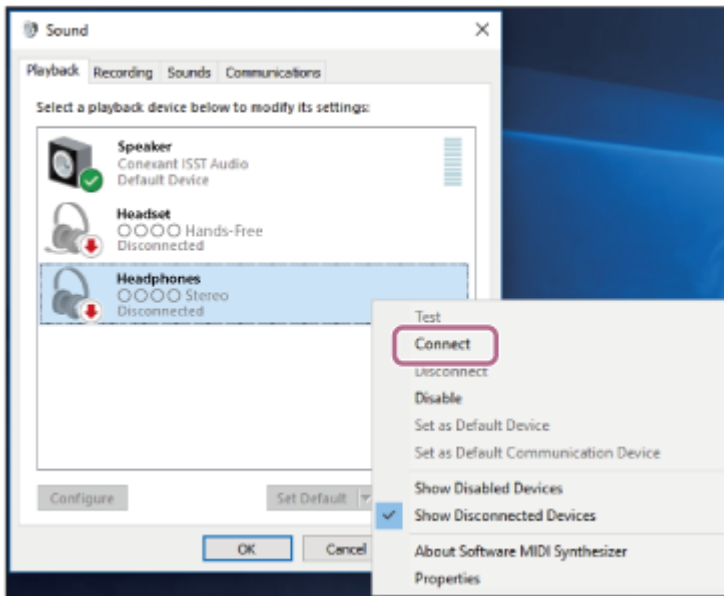 Sound
Playback Recording Sounds Communications
Select a playback device below to modify its settings:
Speaker
Conexant ISST Audio
Default Device
Headset
○○○○ Hands-Free
Disconnected
Headphones
○○○○ Stereo
Disconnected
Test
Connect
Disconnect
Disable
Set as Default Device
Set as Default Communication Device
Show Disabled Devices
Show Disconnected Devices
About Software MIDI Synthesizer
Properties
Configure Set Default
OK Cancel